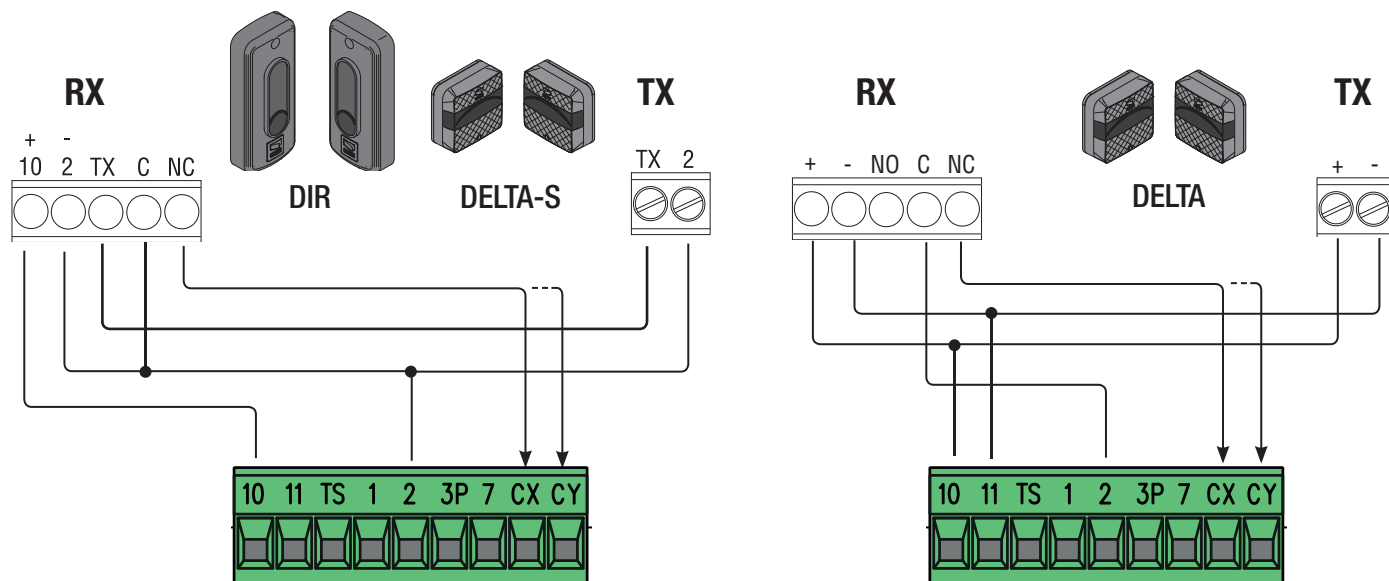 RX
TX
+ -
10 2 TX C NC
TX 2
DIR
DELTA-S
10 11 TS 1 2 3P 7 CX CY
RX
TX
+ - NO C NC
+ -
DELTA
10 11 TS 1 2 3P 7 CX CY